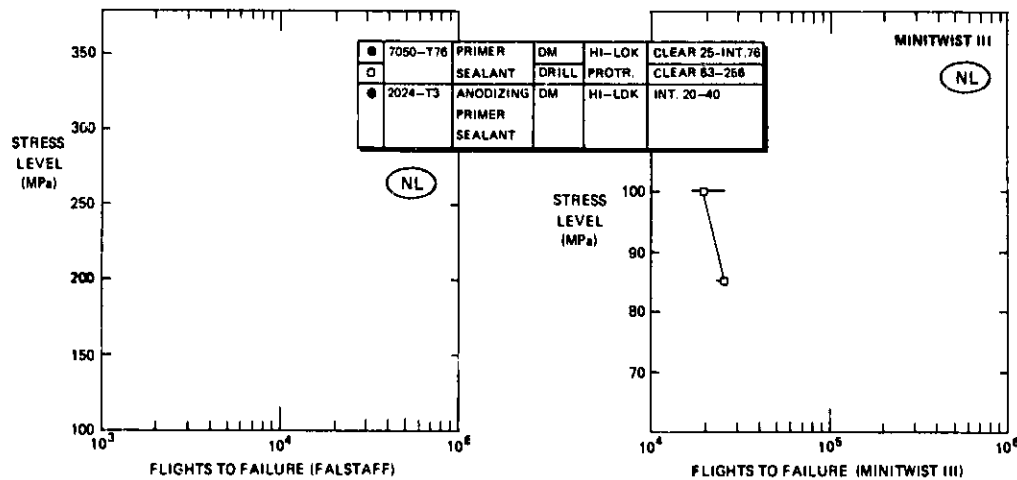 350
300
STRESS
LEVEL
(MPa)
250
200
150
100
10³ 10⁴ 10⁵
FLIGHTS TO FAILURE (FALSTAFF)
NL
7050-T76 PRIMER DM HI-LOK CLEAR 25-INT.76
SEALANT DRILL PROTR. CLEAR 63-256
2024-T3 ANODIZING DM HI-LOK INT. 20-40
PRIMER
SEALANT
MINITWIST III
NL
STRESS
LEVEL
(MPa)
100
90
80
70
10⁴ 10⁵ 10⁶
FLIGHTS TO FAILURE (MINITWIST III)